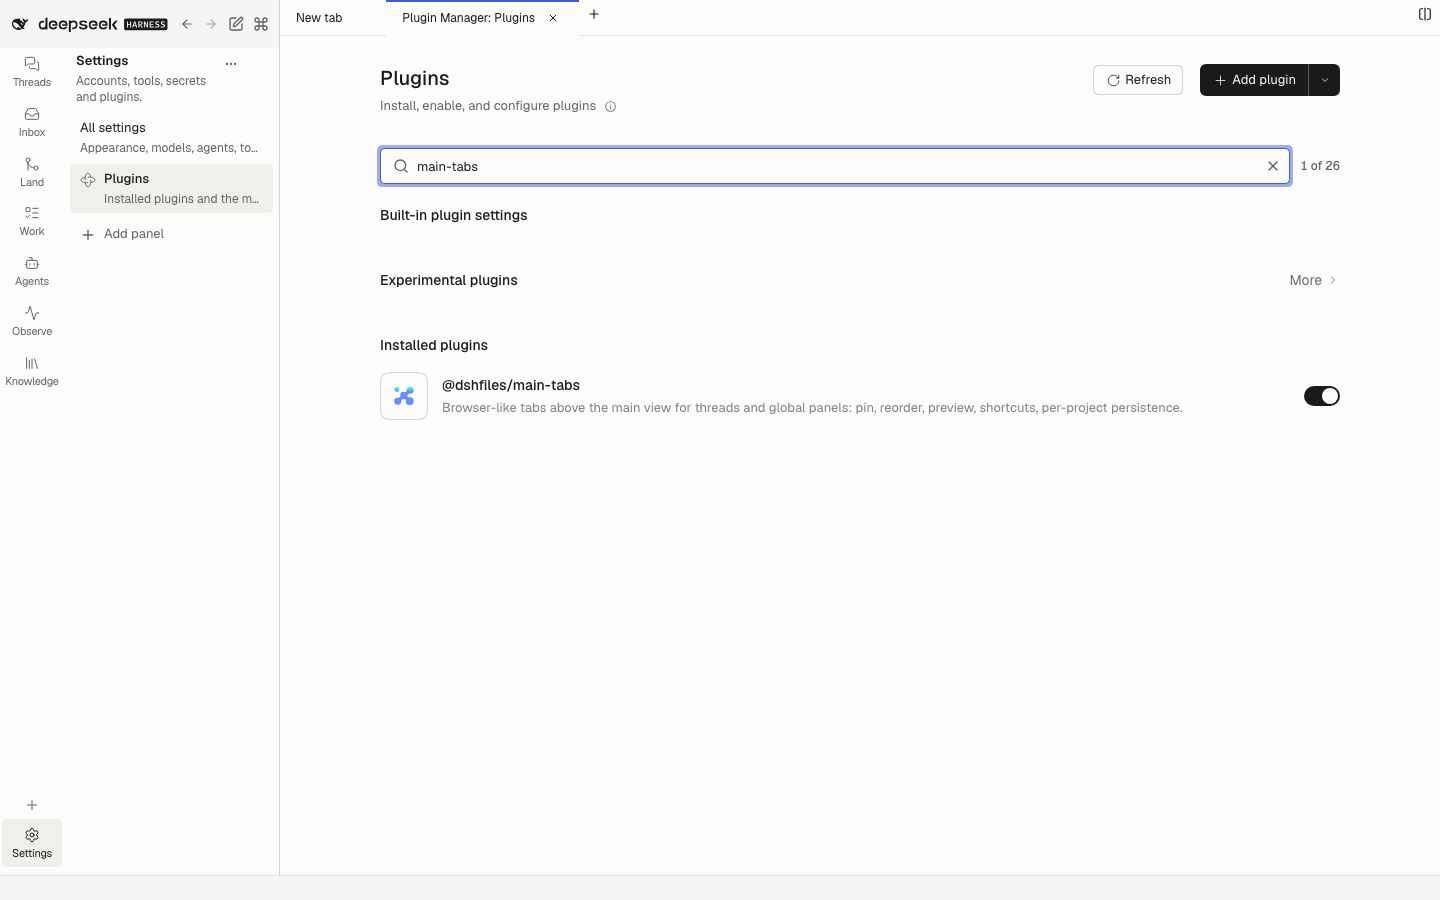 deepseek HARNESS
New tab
Plugin Manager: Plugins
Threads
Inbox
Land
Work
Agents
Observe
Knowledge
Settings
Settings
Accounts, tools, secrets
and plugins.
All settings
Appearance, models, agents, to…
Plugins
Installed plugins and the m…
Add panel
Plugins
Install, enable, and configure plugins
Refresh
Add plugin
main-tabs
1 of 26
Built-in plugin settings
Experimental plugins
More
Installed plugins
@dshfiles/main-tabs
Browser-like tabs above the main view for threads and global panels: pin, reorder, preview, shortcuts, per-project persistence.